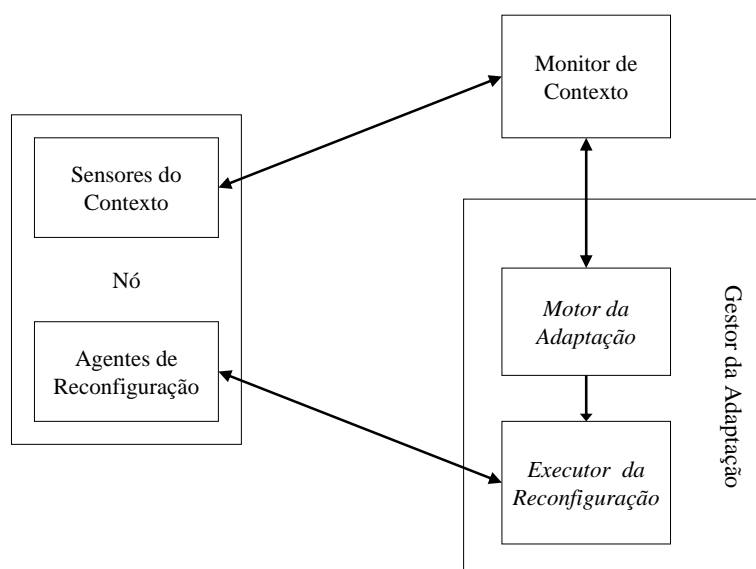 Monitor de
Contexto
Sensores do
Contexto
Nó
Agentes de
Reconfiguração
Motor da
Adaptação
Executor da
Reconfiguração
Gestor da Adaptação